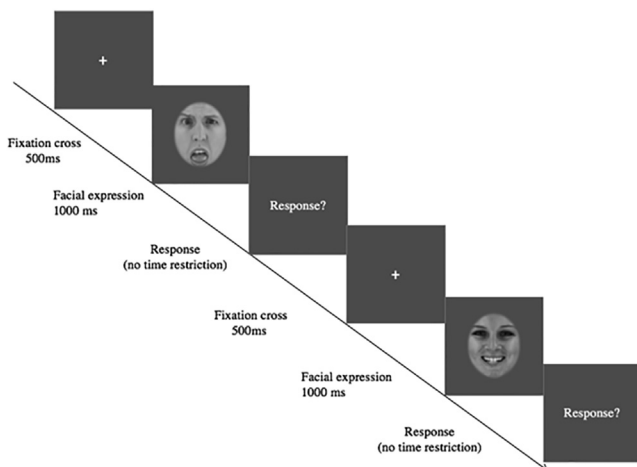 Fixation cross
500ms
Facial expression
1000 ms
Response?
Response
(no time restriction)
Fixation cross
500ms
Facial expression
1000 ms
Response?
Response
(no time restriction)